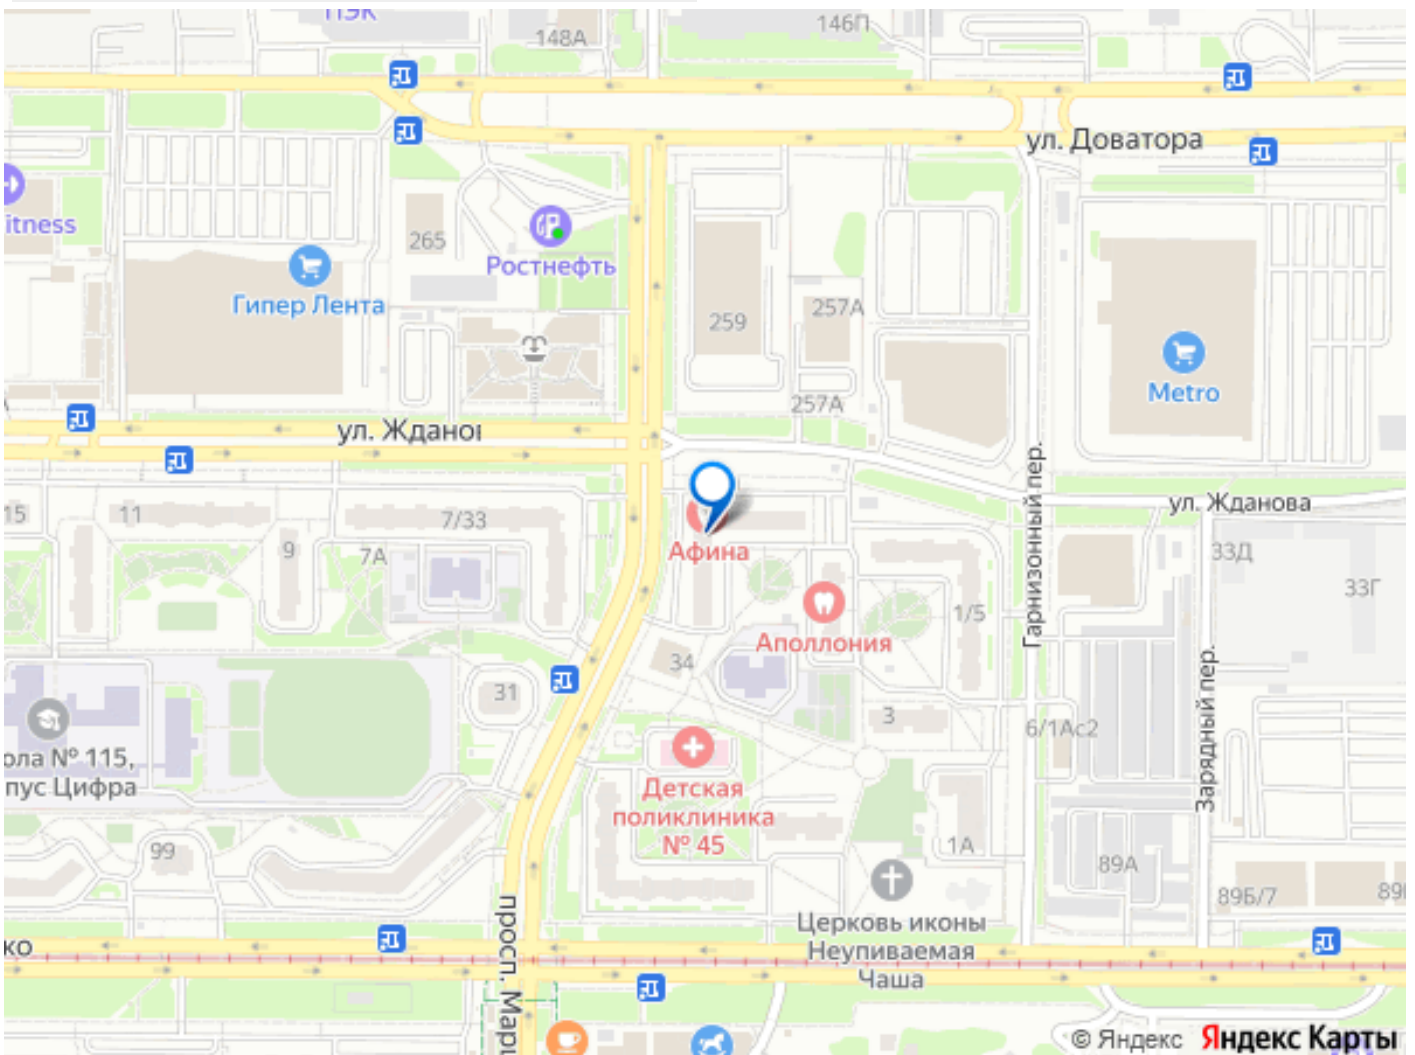 ПЭК
148А
146П
ул. Доватора
itness
265
Ростнефть
Гипер Лента
259
257А
257А
Metro
ул. Ждано
Гарнизонный пер.
ул. Жданова
15
11
7/33
9
7А
Афина
33Д
33Г
1/5
Аполлония
34
31
3
6/1Ас2
Зарядный пер.
ола № 115,
пус Цифра
Детская
поликлиника
№ 45
99
1А
89А
89Б/7
89
Церковь иконы
Неупиваемая
Чаша
ко
просп. Мар
© Яндекс Яндекс Карты